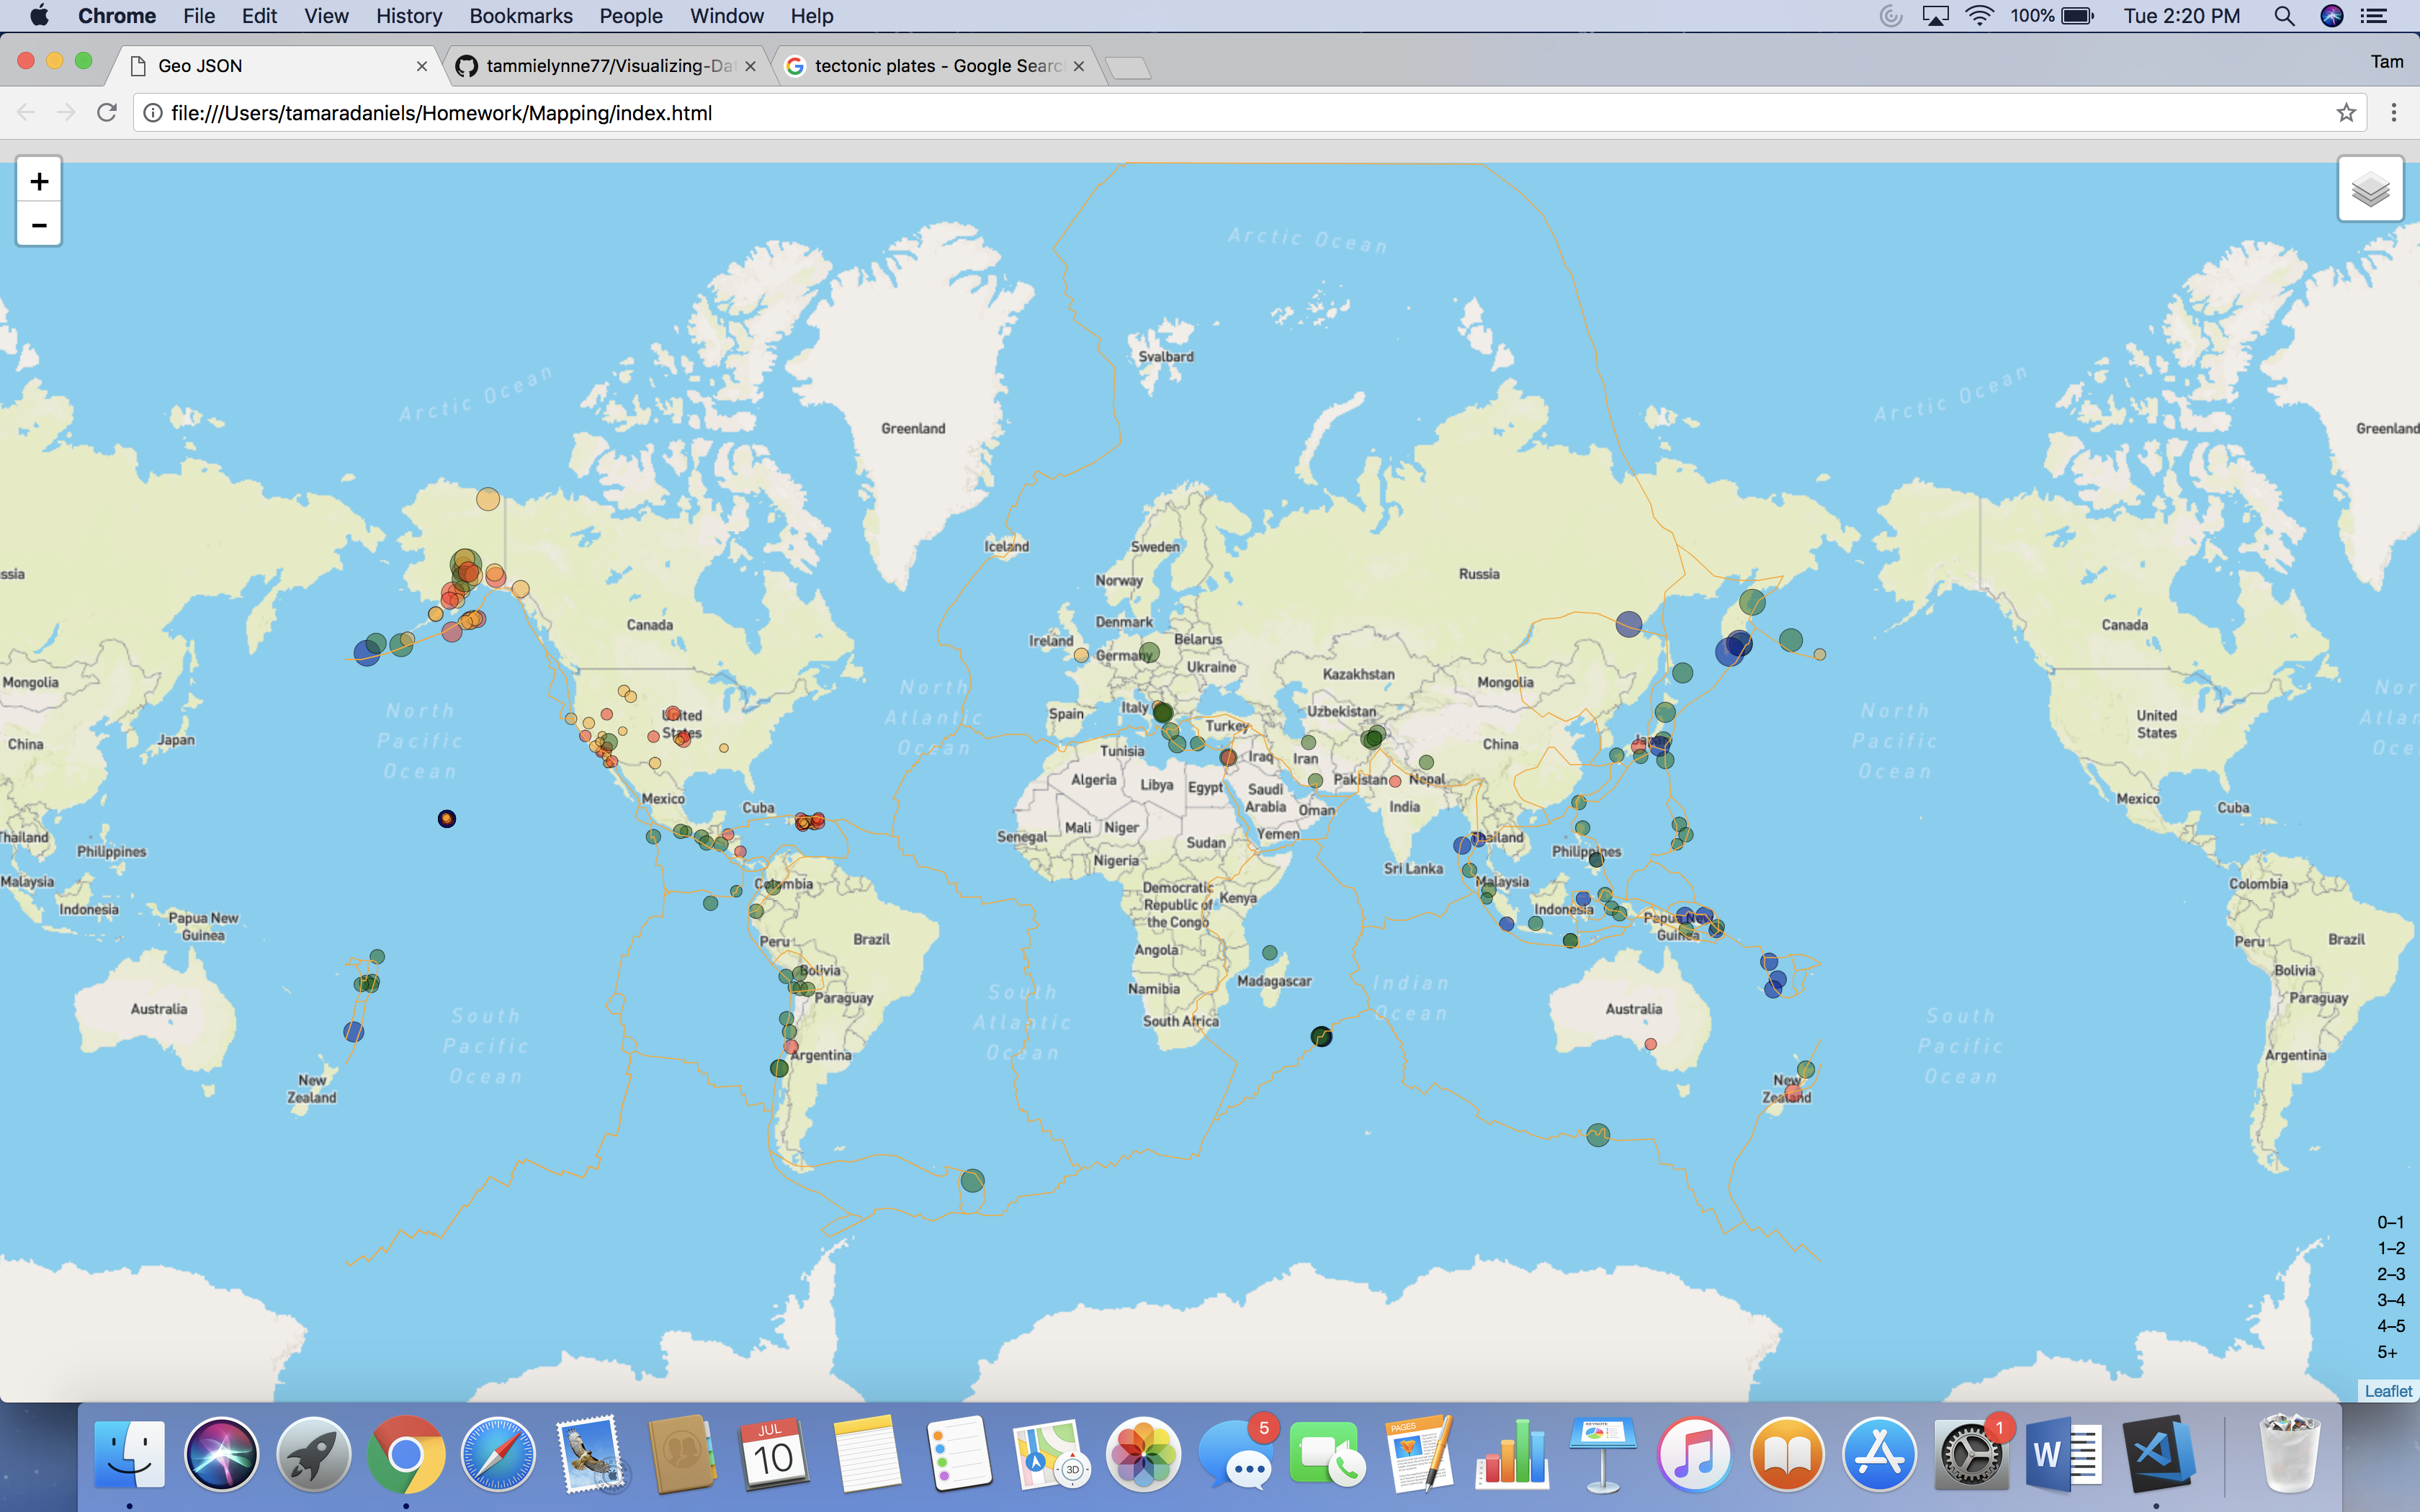 Chrome File Edit View History Bookmarks People Window Help 100% Tue 2:20 PM
Geo JSON
tammielynne77/Visualizing-Dat
tectonic plates - Google Searc
Tam
file:///Users/tamaradaniels/Homework/Mapping/index.html
+
−
Arctic Ocean
Svalbard
Arctic Ocean
Arctic Ocean
Greenland
Greenland
Iceland
Sweden
ssia
Russia
Norway
Denmark
Canada
Canada
Ireland
Belarus
Germany
Ukraine
Mongolia
Kazakhstan
Mongolia
North
Atlantic
Ocean
North
Pacific
Ocean
North
Pacific
Ocean
Nor
Atlan
Oce
Spain
Italy
Uzbekistan
United
States
United
States
Turkey
China
Japan
Tunisia
Iraq
Iran
China
Japan
Algeria
Libya
Egypt
Saudi
Arabia
Pakistan
Nepal
Oman
India
Mexico
Cuba
Mexico
Cuba
Thailand
Philippines
Senegal
Mali
Niger
Sudan
Yemen
Thailand
Philippines
Nigeria
Sri Lanka
Malaysia
Malaysia
Colombia
Colombia
Democratic
Republic of
the Congo
Kenya
Indonesia
Indonesia
Papua New
Guinea
Papua New
Guinea
Peru
Brazil
Angola
Peru
Brazil
Bolivia
Bolivia
Namibia
Madagascar
Indian
Ocean
Paraguay
Paraguay
Australia
South
Pacific
Ocean
South
Atlantic
Ocean
South Africa
Australia
South
Pacific
Ocean
Argentina
Argentina
New
Zealand
New
Zealand
0–1
1–2
2–3
3–4
4–5
5+
Leaflet
JUL
10
3D
5
PAGES
1
W